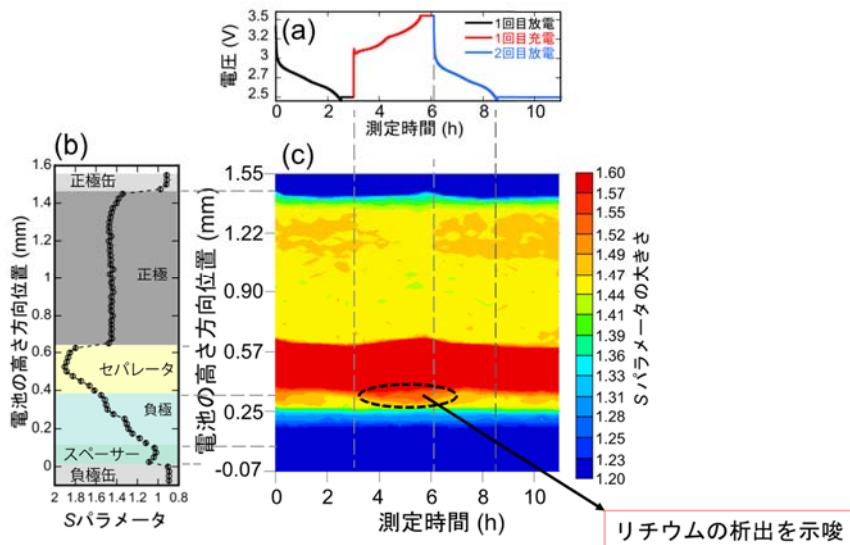 (a)
3.5
3
2.7
2.5
電圧 (V)
1回目放電
1回目充電
2回目放電
0 2 4 6 8 10
測定時間 (h)
(b)
1.6
1.4
1.2
1
0.8
0.6
0.4
0.2
0
電池の高さ方向位置 (mm)
正極缶
正極
セパレータ
負極
スペーサー
負極缶
2 1.8 1.6 1.4 1.2 1 0.8
Sパラメータ
(c)
1.55
1.22
0.90
0.57
0.25
-0.07
電池の高さ方向位置 (mm)
0 2 4 6 8 10
測定時間 (h)
1.60
1.57
1.55
1.52
1.49
1.47
1.44
1.41
1.39
1.36
1.33
1.31
1.28
1.25
1.23
1.20
Sパラメータの大きさ
リチウムの析出を示唆